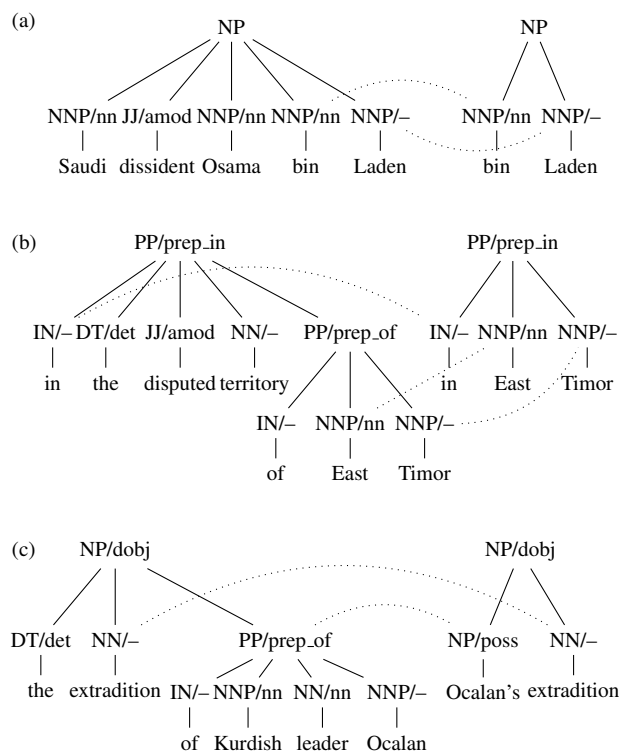 (a) NP NP
NNP/nn JJ/amod NNP/nn NNP/nn NNP/– NNP/nn NNP/–
Saudi dissident Osama bin Laden bin Laden
(b) PP/prep_in PP/prep_in
IN/– DT/det JJ/amod NN/– PP/prep_of IN/– NNP/nn NNP/–
in the disputed territory in East Timor
IN/– NNP/nn NNP/–
of East Timor
(c) NP/dobj NP/dobj
DT/det NN/– PP/prep_of NP/poss NN/–
the extradition IN/– NNP/nn NN/nn NNP/– Ocalan's extradition
of Kurdish leader Ocalan